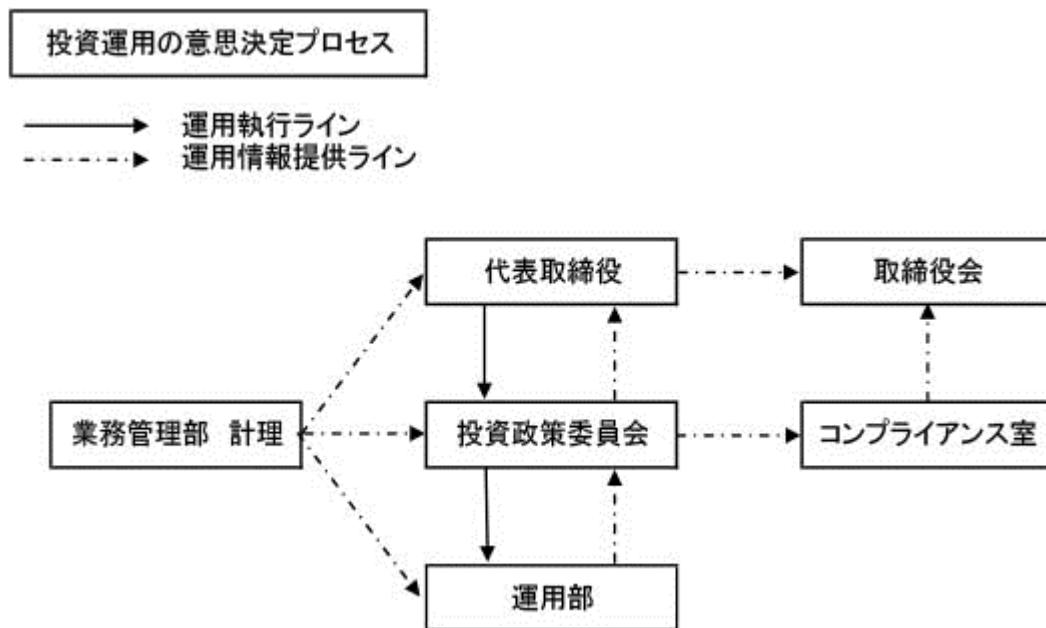 投資運用の意思決定プロセス
運用執行ライン
運用情報提供ライン
代表取締役
取締役会
業務管理部 計理
投資政策委員会
コンプライアンス室
運用部